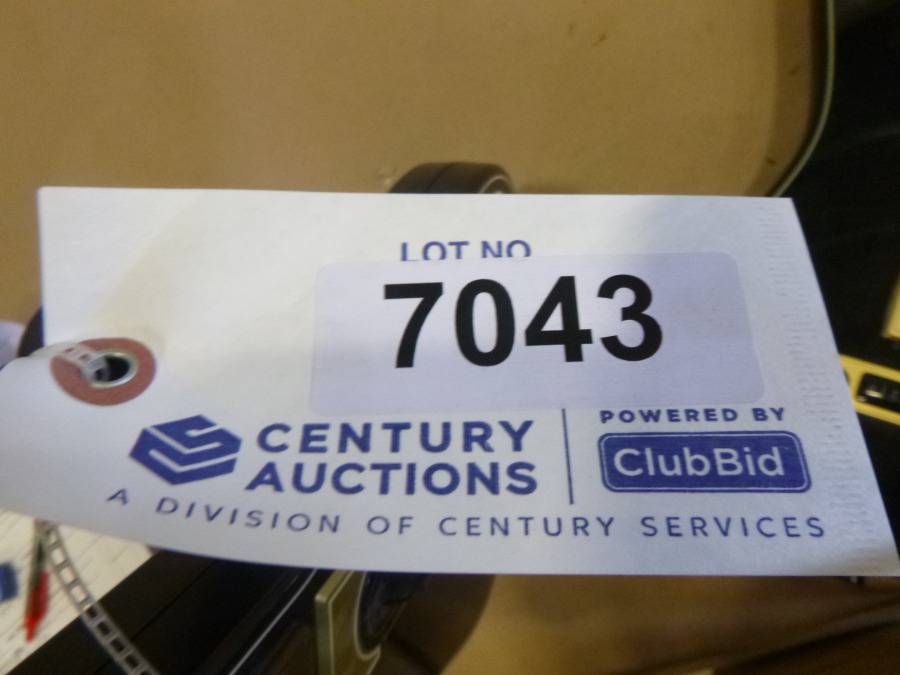 LOT NO
7043
CENTURY
AUCTIONS
A DIVISION OF CENTURY SERVICES
POWERED BY
ClubBid